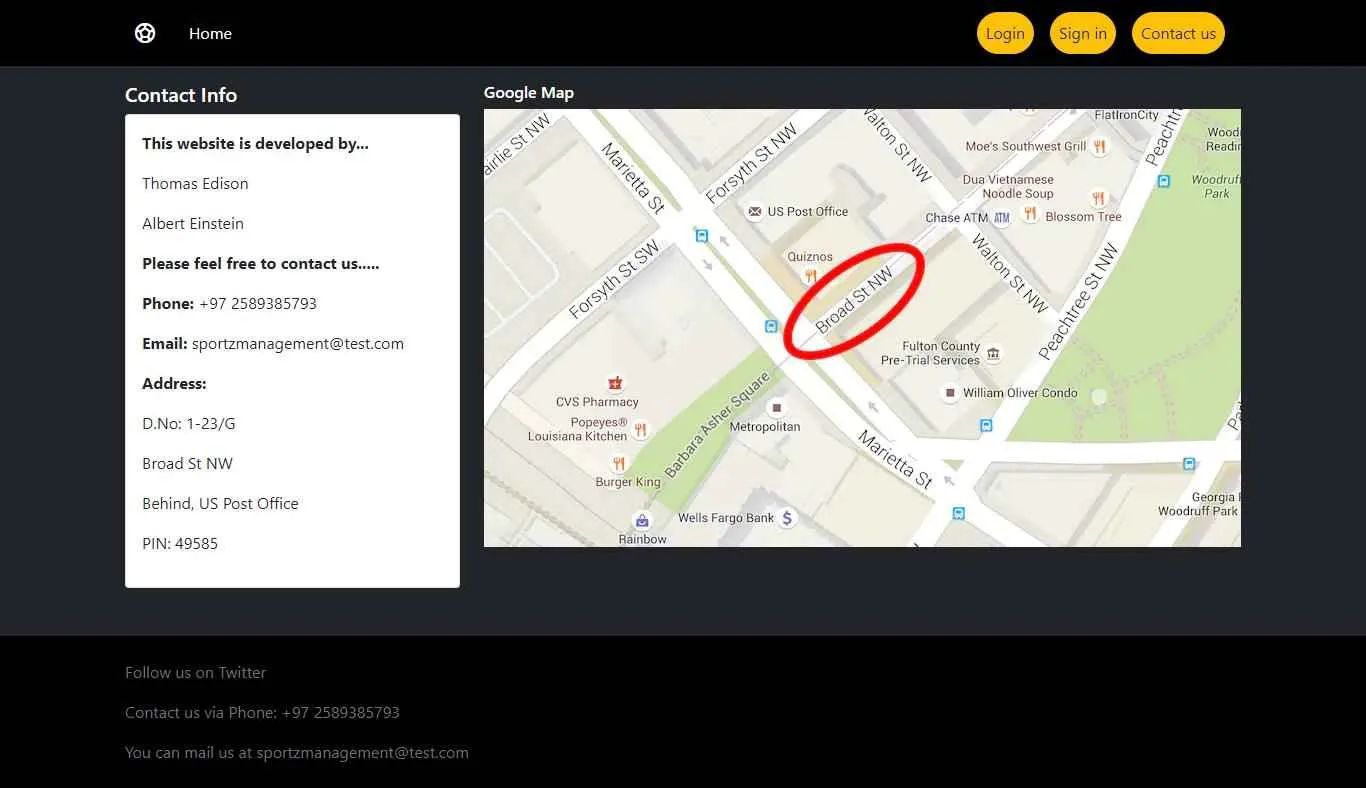 Home
Login
Sign in
Contact us
Contact Info
This website is developed by...
Thomas Edison
Albert Einstein
Please feel free to contact us.....
Phone: +97 2589385793
Email: sportzmanagement@test.com
Address:
D.No: 1-23/G
Broad St NW
Behind, US Post Office
PIN: 49585
Google Map
FlatIronCity
Walton St NW
Forsyth St NW
Marietta St
Moe's Southwest Grill
Dua Vietnamese
Noodle Soup
Chase ATM
ATM
Blossom Tree
Woodruff
Park
US Post Office
Quiznos
Forsyth St SW
Broad St NW
Walton St NW
Peachtree St NW
Fulton County
Pre-Trial Services
William Oliver Condo
CVS Pharmacy
Popeyes®
Louisiana Kitchen
Barbara Asher Square
Metropolitan
Marietta St
Burger King
Wells Fargo Bank
$
Rainbow
Georgia
Woodruff Park
Follow us on Twitter
Contact us via Phone: +97 2589385793
You can mail us at sportzmanagement@test.com